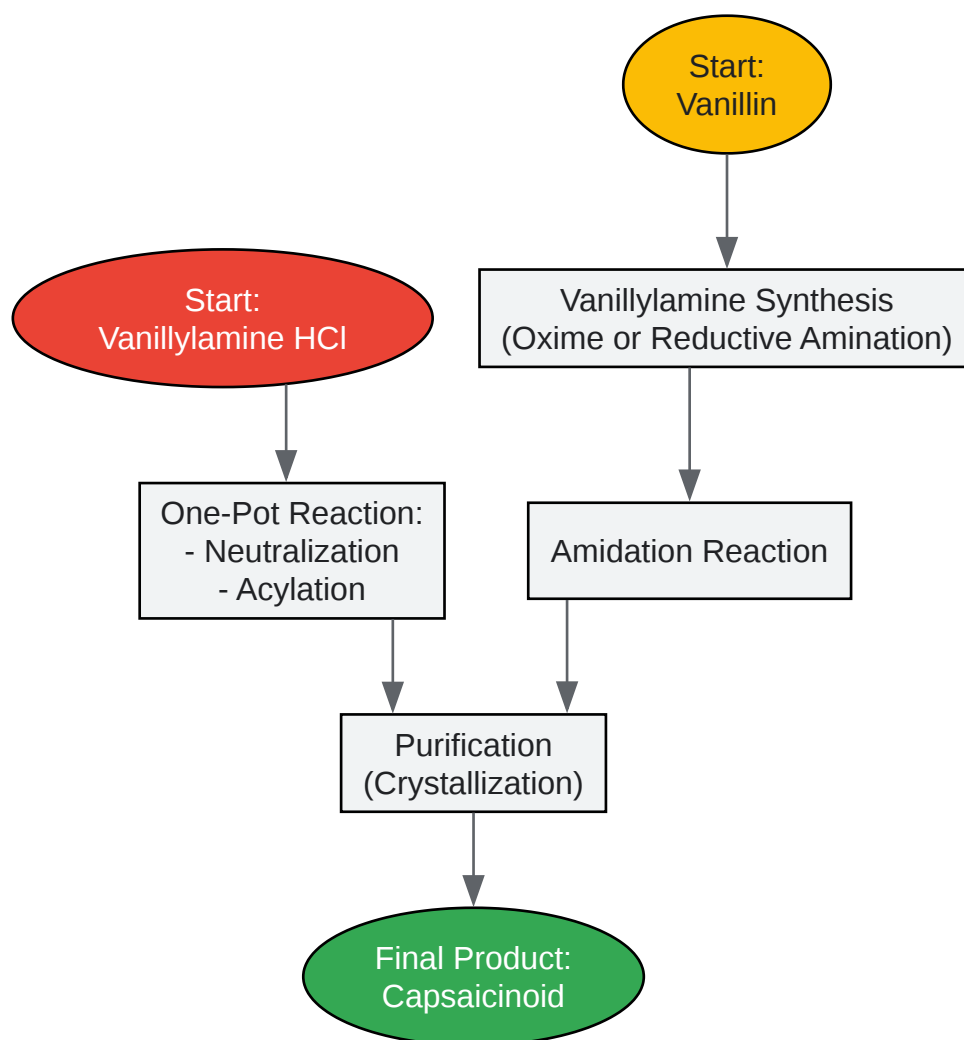 Start:
Vanillin
Start:
Vanillylamine HCl
Vanillylamine Synthesis
(Oxime or Reductive Amination)
One-Pot Reaction:
- Neutralization
- Acylation
Amidation Reaction
Purification
(Crystallization)
Final Product:
Capsaicinoid